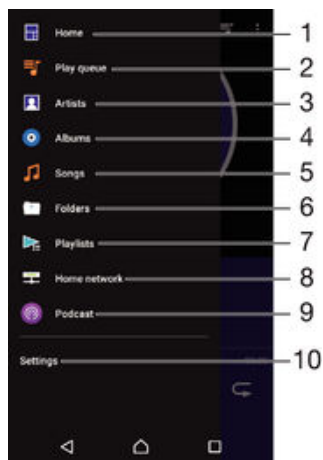 Home 1
Play queue 2
Artists 3
Albums 4
Songs 5
Folders 6
Playlists 7
Home network 8
Podcast 9
Settings 10